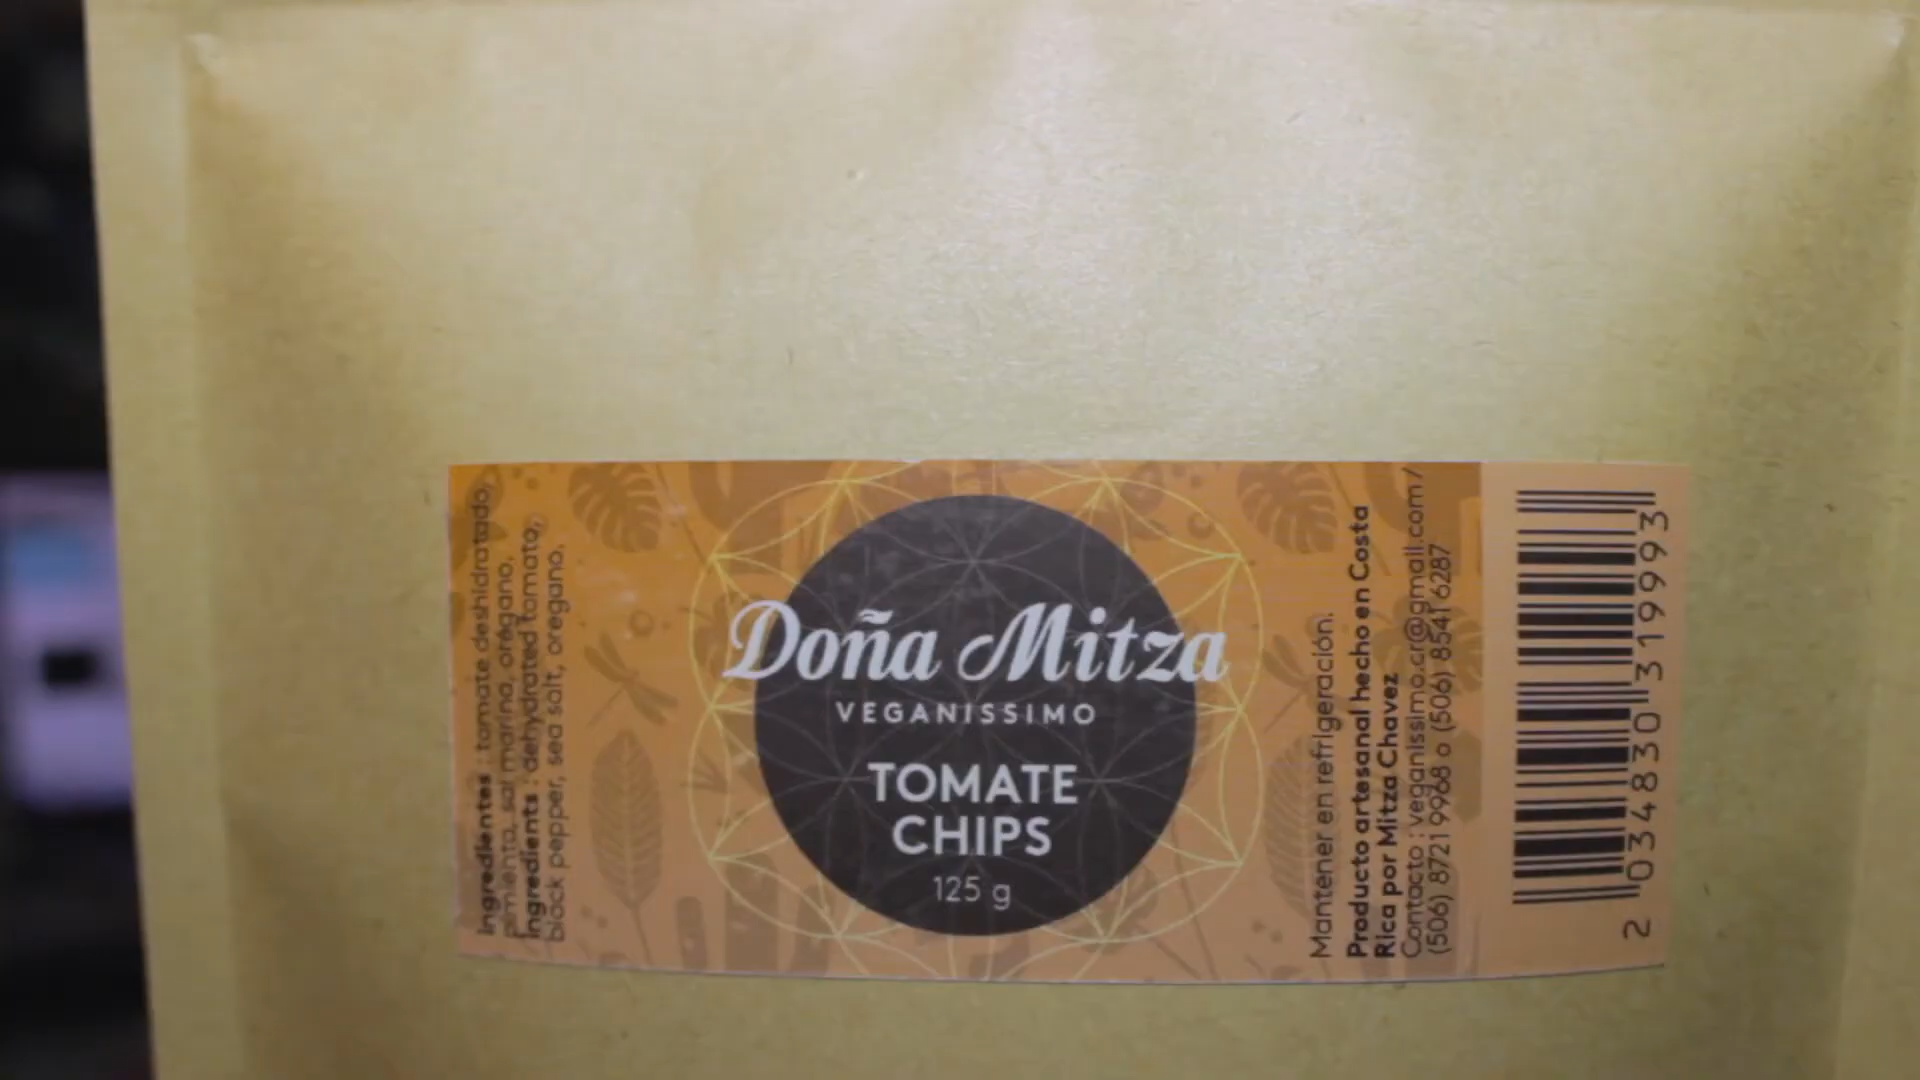 Ingredientes : tomate deshidratado,
pimienta, sal marina, orégano.
Ingredients : dehydrated tomato,
black pepper, sea salt, oregano.
Doña Mitza
VEGANISSIMO
TOMATE
CHIPS
125 g
Mantener en refrigeración.
Producto artesanal hecho en Costa
Rica por Mitza Chavez
Contacto : veganissimo.cr@gmail.com /
(506) 8721 9968 o (506) 8541 6287
2 034830 319993